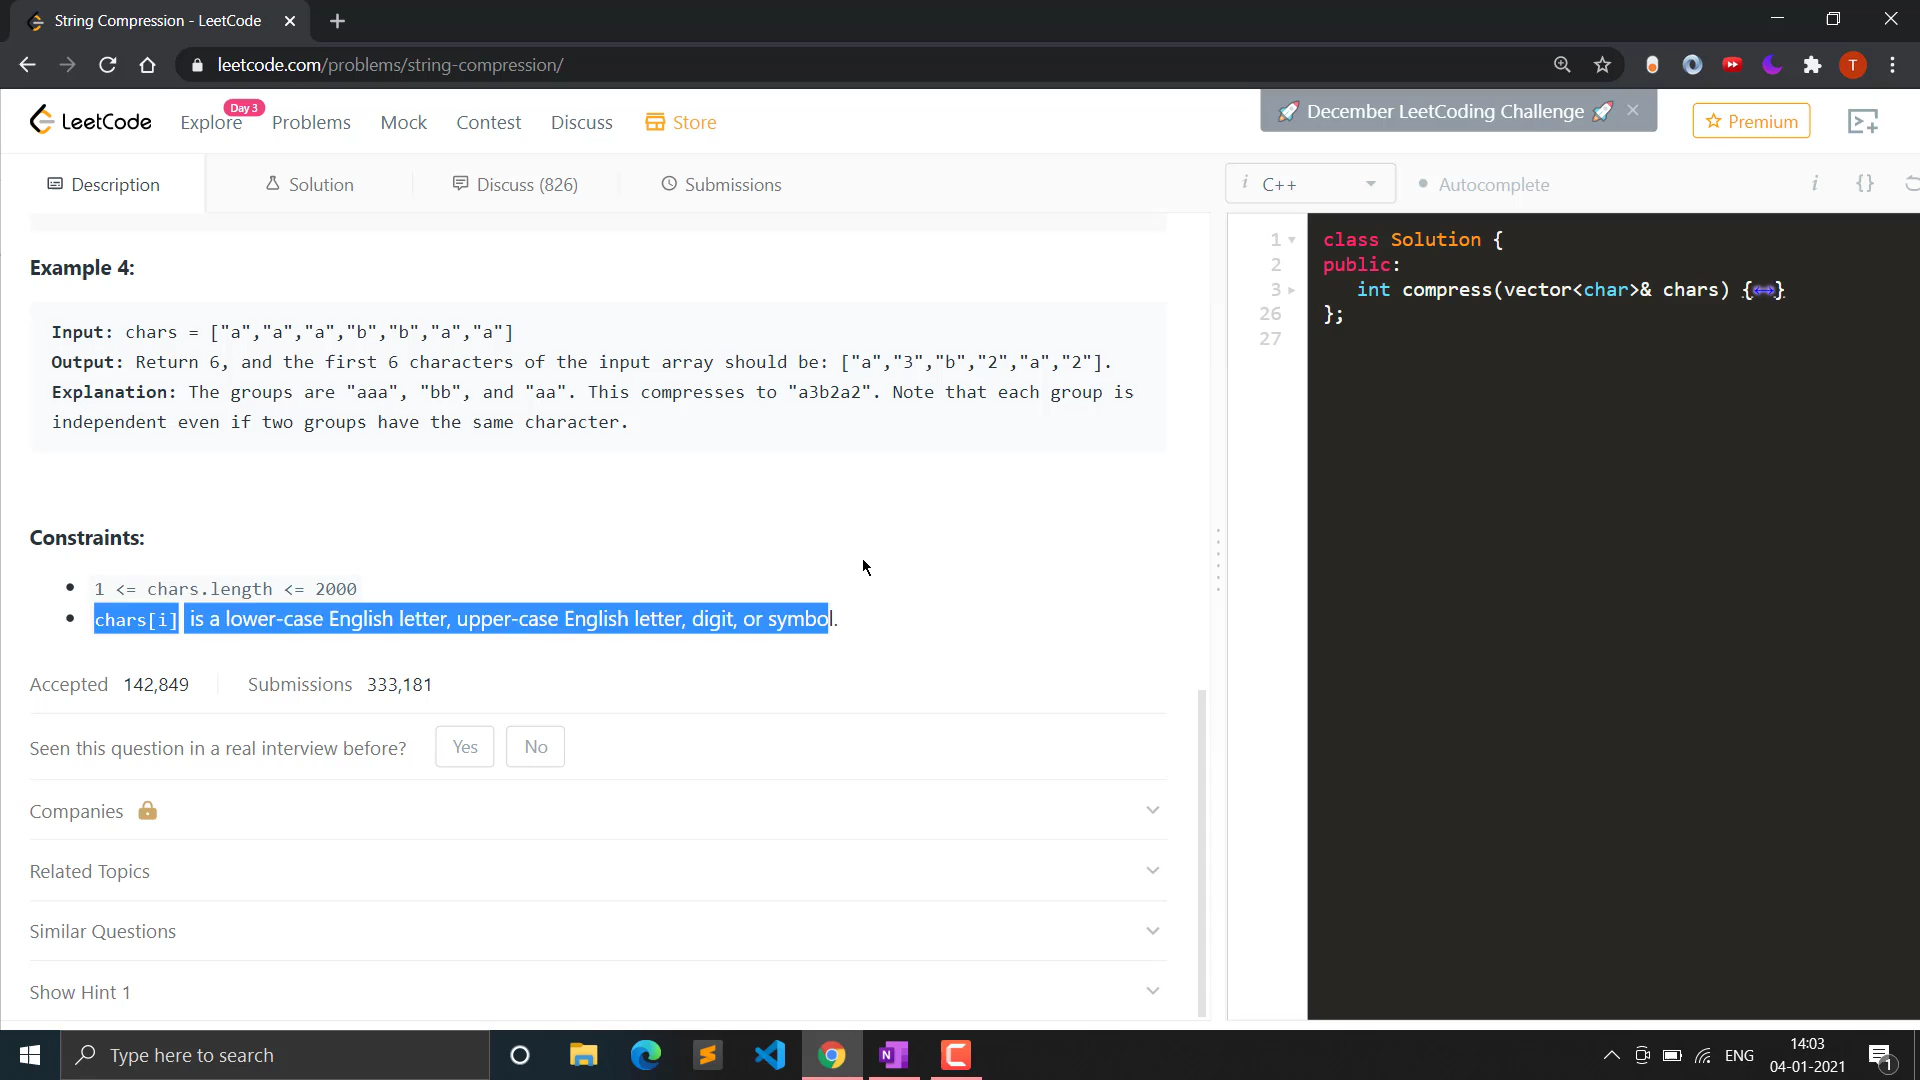 String Compression - LeetCode
leetcode.com/problems/string-compression/
T
LeetCode
Explore
Day 3
Problems
Mock
Contest
Discuss
Store
🚀 December LeetCoding Challenge 🚀
Premium
Description
Solution
Discuss (826)
Submissions
i C++
Autocomplete
i {}
Example 4:
Input: chars = ["a","a","a","b","b","a","a"]
Output: Return 6, and the first 6 characters of the input array should be: ["a","3","b","2","a","2"].
Explanation: The groups are "aaa", "bb", and "aa". This compresses to "a3b2a2". Note that each group is
independent even if two groups have the same character.
Constraints:
1 <= chars.length <= 2000
chars[i] is a lower-case English letter, upper-case English letter, digit, or symbol.
Accepted 142,849 Submissions 333,181
Seen this question in a real interview before? Yes No
Companies
Related Topics
Similar Questions
Show Hint 1
1 class Solution {
2 public:
3 int compress(vector<char>& chars) {↔}
26 };
27
Type here to search
N
ENG
14:03
04-01-2021
1